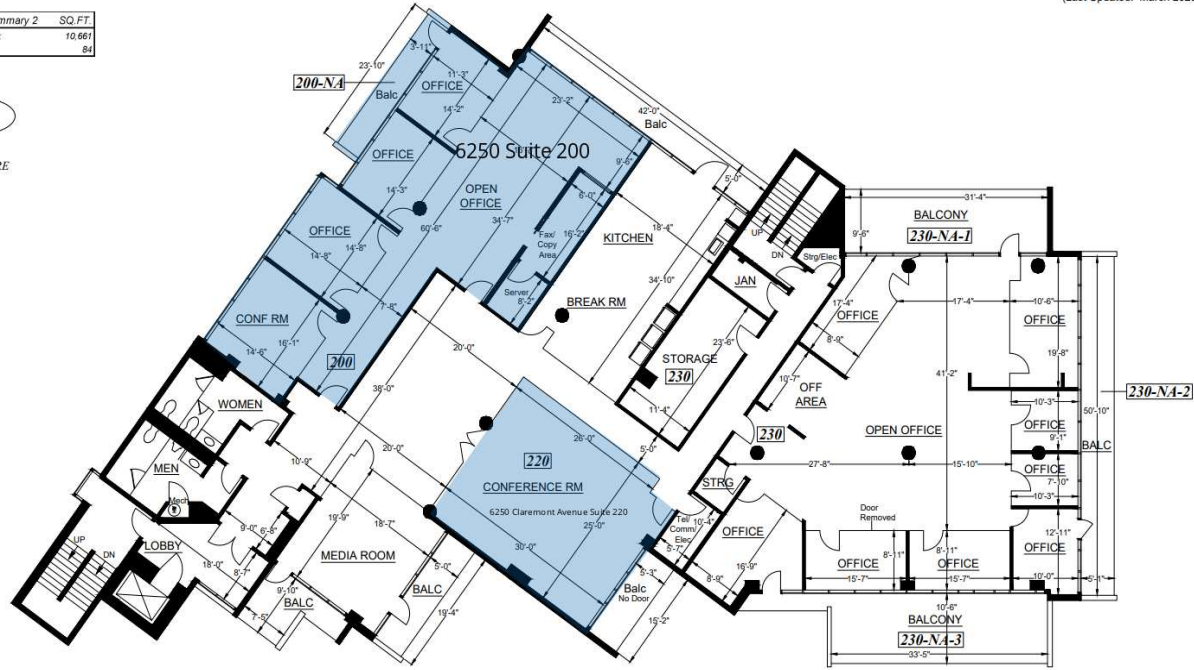 (Last Updated: March 202
mmary 2 SQ.FT.
10,661
84
RE
200-NA
23'-10"
3'-11"
Balc
11'-3"
OFFICE
14'-2"
OFFICE
23'-2"
42'-0"
Balc
6250 Suite 200
9'-8"
5'-0"
OPEN
OFFICE
14'-3"
60'-6"
34'-7"
6'-0"
16'-2"
Fax/
Copy
Area
Server
8'-2"
KITCHEN
18'-4"
34'-10"
BREAK RM
OFFICE
14'-8"
14'-8"
7'-8"
CONF RM
14'-6"
16'-1"
200
UP
DN
JAN
Strg/Elec
31'-4"
BALCONY
230-NA-1
9'-6"
17'-4"
OFFICE
8'-9"
17'-4"
10'-6"
OFFICE
19'-8"
41'-2"
23'-6"
STORAGE
230
11'-4"
10'-7"
OFF
AREA
230
OPEN OFFICE
10'-3"
OFFICE
9'-1"
OFFICE
7'-10"
10'-3"
50'-10"
BALC
230-NA-2
27'-8"
15'-10"
20'-0"
38'-0"
20'-0"
26'-0"
5'-0"
220
CONFERENCE RM
6250 Claremont Avenue Suite 220
25'-0"
30'-0"
STRG
Tel/
Comm/
Elec
10'-4"
5'-7"
OFFICE
16'-9"
8'-9"
Door
Removed
8'-11"
OFFICE
15'-7"
8'-11"
OFFICE
15'-7"
12'-11"
OFFICE
10'-0"
5'-1"
WOMEN
MEN
Mech
10'-9"
9'-0"
6'-8"
LOBBY
UP
DN
18'-0"
8'-7"
19'-9"
18'-7"
MEDIA ROOM
9'-10"
BALC
7'-5"
5'-0"
BALC
19'-4"
5'-3"
Balc
No Door
15'-2"
10'-6"
BALCONY
230-NA-3
33'-5"